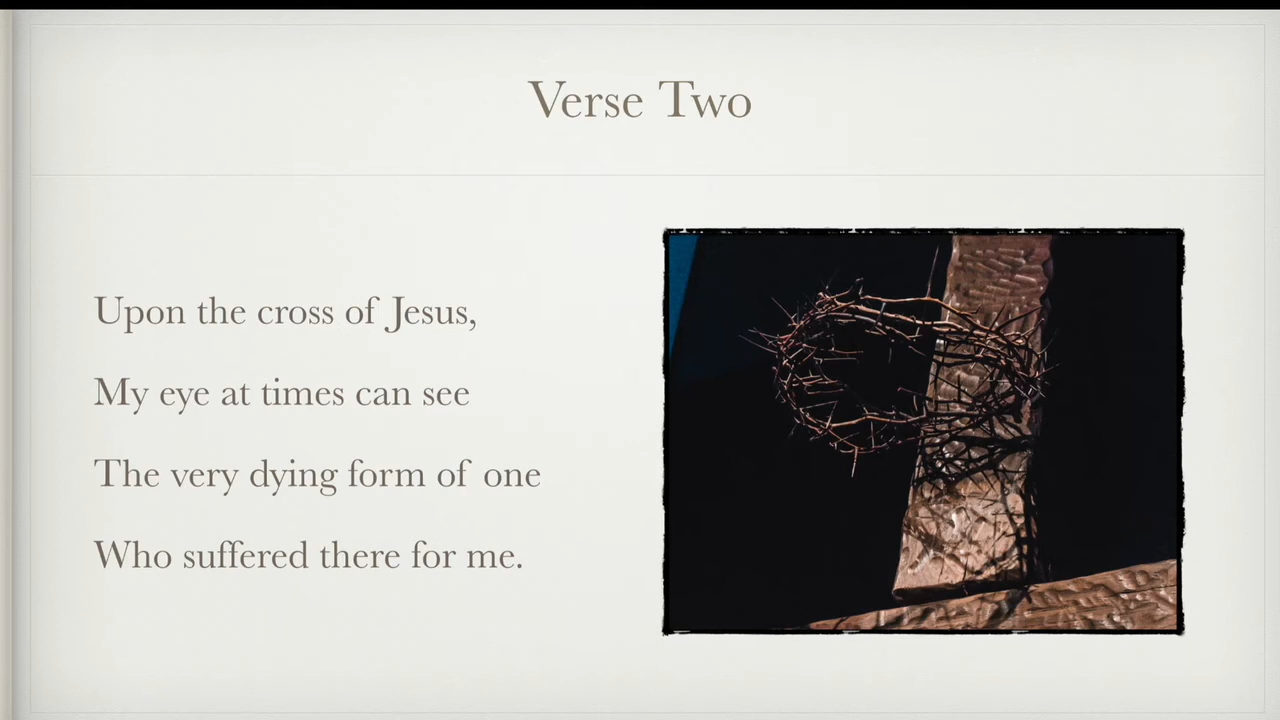 Verse Two
Upon the cross of Jesus,
My eye at times can see
The very dying form of one
Who suffered there for me.